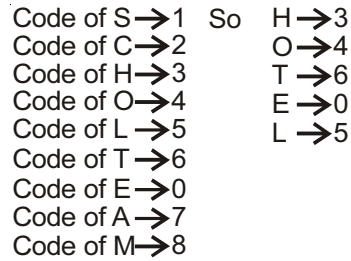 Code of S→1 So H→3
Code of C→2 O→4
Code of H→3 T→6
Code of O→4 E→0
Code of L→5 L→5
Code of T→6
Code of E→0
Code of A→7
Code of M→8